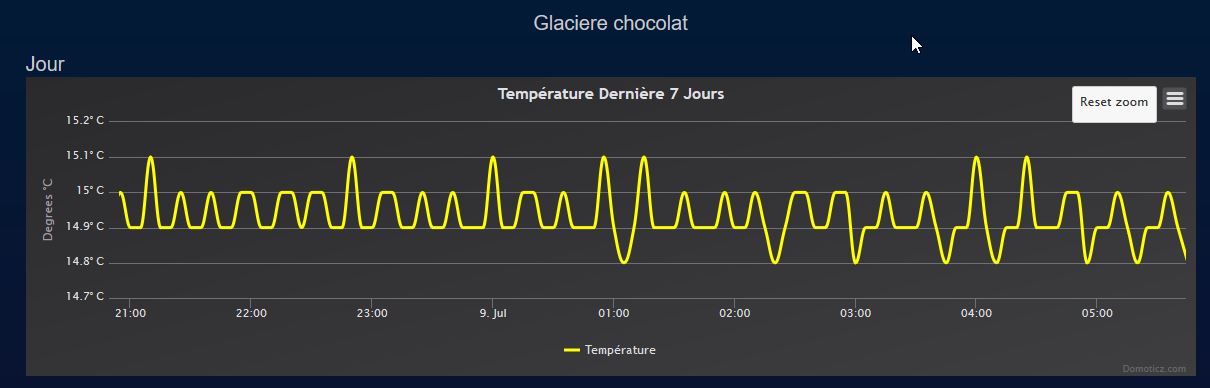 Glaciere chocolat
Jour
Température Dernière 7 Jours
Reset zoom
Degrees °C
15.2° C
15.1° C
15° C
14.9° C
14.8° C
14.7° C
21:00 22:00 23:00 9. Jul 01:00 02:00 03:00 04:00 05:00
Température
Domoticz.com